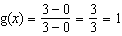 g(x) = (3 − 0)/(3 − 0) = 3/3 = 1